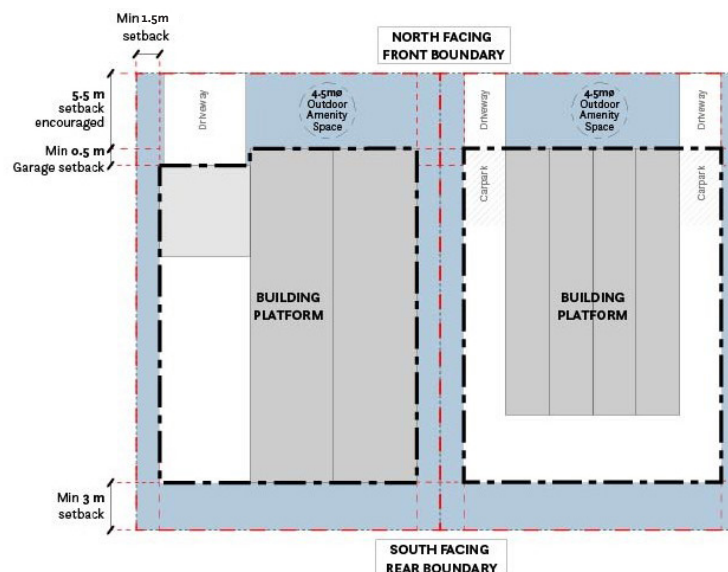 Min 1.5m
setback
NORTH FACING
FRONT BOUNDARY
5.5 m
setback
encouraged
Min 0.5 m
Garage setback
Driveway
4.5mø
Outdoor
Amenity
Space
Driveway
4.5mø
Outdoor
Amenity
Space
Driveway
Carpark
Carpark
BUILDING
PLATFORM
BUILDING
PLATFORM
Min 3 m
setback
SOUTH FACING
REAR BOUNDARY